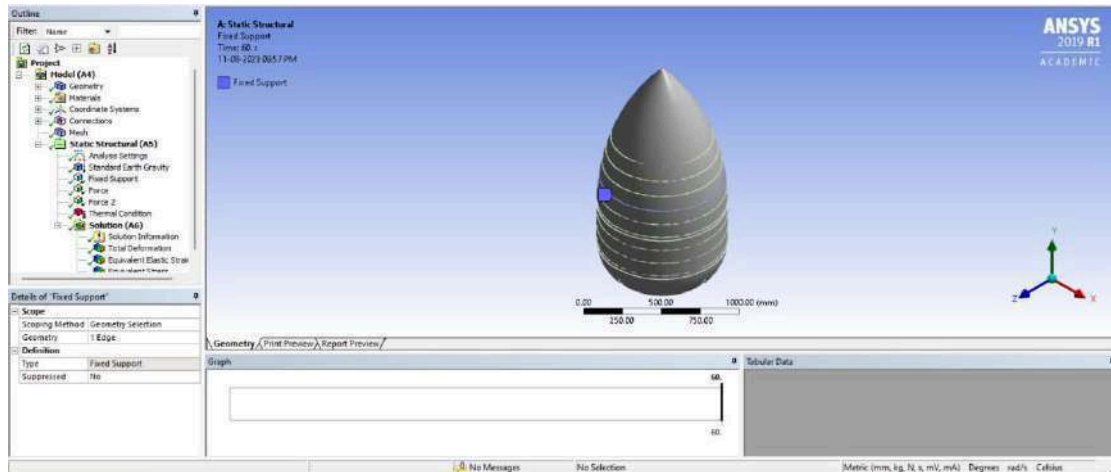 Outline
Filter: Name
Project
Model (A4)
Geometry
Materials
Coordinate Systems
Connections
Mesh
Static Structural (A5)
Analysis Settings
Standard Earth Gravity
Fixed Support
Force
Force 2
Thermal Condition
Solution (A6)
Solution Information
Total Deformation
Equivalent Elastic Strai
Equivalent Stress
Details of "Fixed Support"
Scope
Scoping Method Geometry Selection
Geometry 1 Edge
Definition
Type Fixed Support
Suppressed No
A: Static Structural
Fixed Support
Time: 60. s
Fixed Support
ANSYS
2019 R1
ACADEMIC
Y
Z X
0.00 500.00 1000.00 (mm)
250.00 750.00
Geometry Print Preview Report Preview
Graph
60.
60.
Tabular Data
No Messages No Selection Metric (mm, kg, N, s, mV, mA) Degrees rad/s Celsius